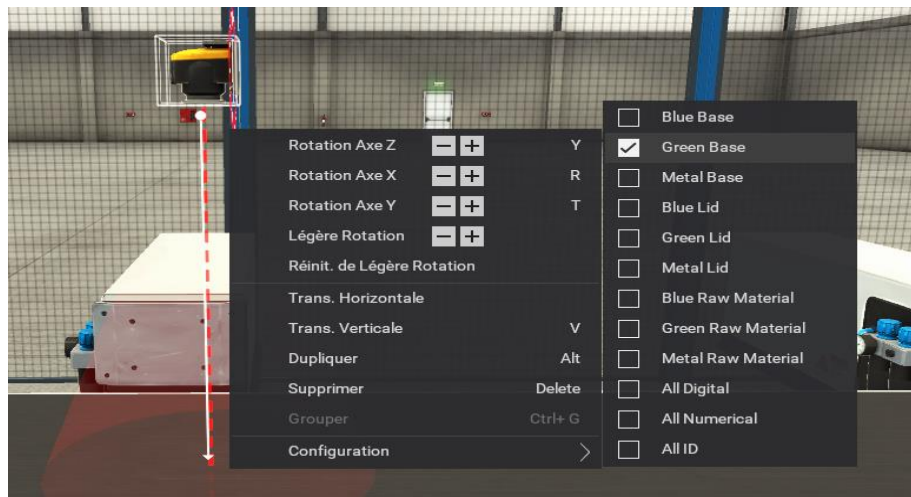 Rotation Axe Z Y
Rotation Axe X R
Rotation Axe Y T
Légère Rotation
Réinit. de Légère Rotation
Trans. Horizontale
Trans. Verticale V
Dupliquer Alt
Supprimer Delete
Grouper Ctrl+ G
Configuration
Blue Base
Green Base
Metal Base
Blue Lid
Green Lid
Metal Lid
Blue Raw Material
Green Raw Material
Metal Raw Material
All Digital
All Numerical
All ID